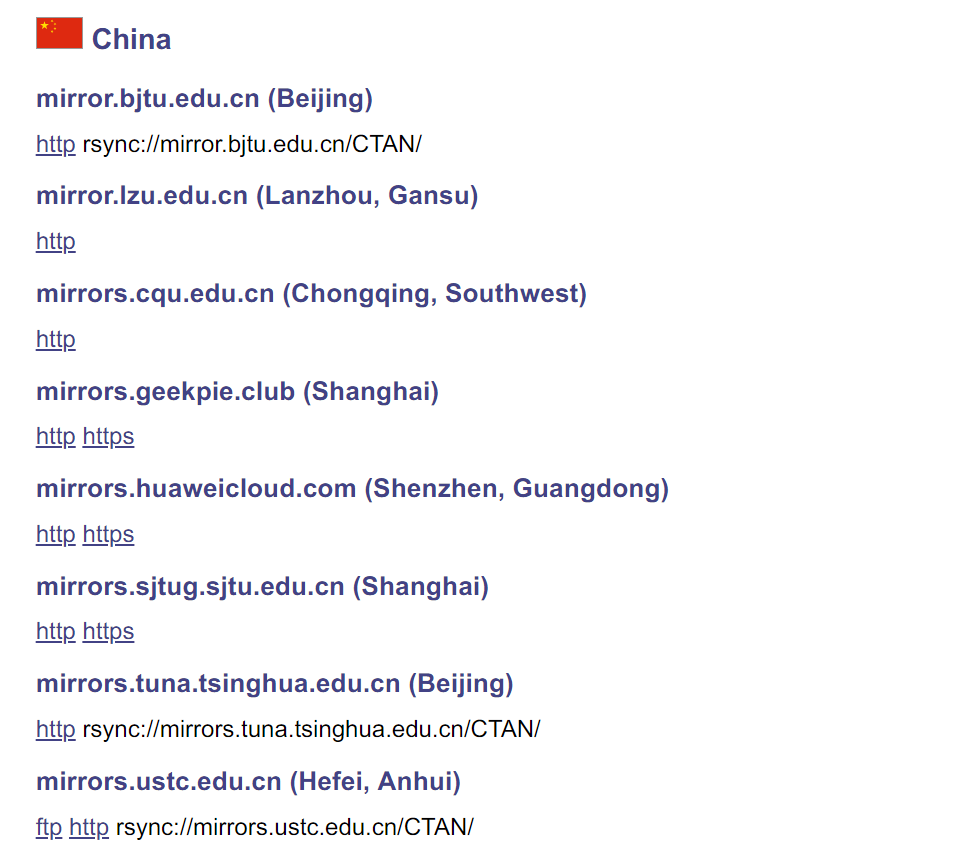 China
mirror.bjtu.edu.cn (Beijing)
http rsync://mirror.bjtu.edu.cn/CTAN/
mirror.lzu.edu.cn (Lanzhou, Gansu)
http
mirrors.cqu.edu.cn (Chongqing, Southwest)
http
mirrors.geekpie.club (Shanghai)
http https
mirrors.huaweicloud.com (Shenzhen, Guangdong)
http https
mirrors.sjtug.sjtu.edu.cn (Shanghai)
http https
mirrors.tuna.tsinghua.edu.cn (Beijing)
http rsync://mirrors.tuna.tsinghua.edu.cn/CTAN/
mirrors.ustc.edu.cn (Hefei, Anhui)
ftp http rsync://mirrors.ustc.edu.cn/CTAN/